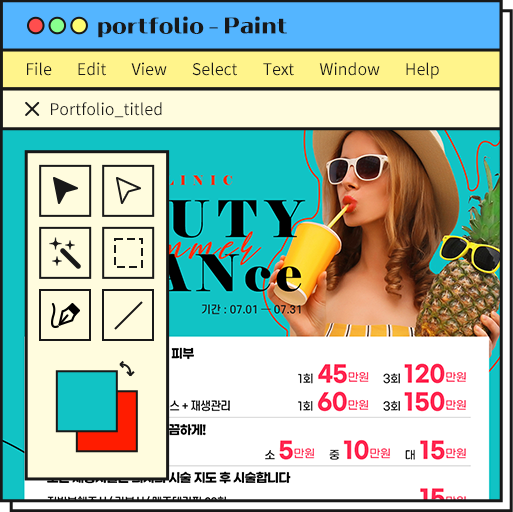 portfolio - Paint
File Edit View Select Text Window Help
Portfolio_titled
LINIC
UTY
mmer
ANce
기간 : 07.01 — 07.31
피부
1회 45만원 3회 120만원
스 + 재생관리 1회 60만원 3회 150만원
끔하게!
소 5만원 중 10만원 대 15만원
시술 지도 후 시술합니다
15만원